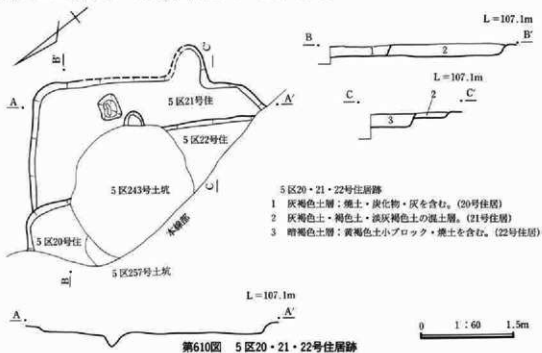 L＝107.1m
B B′
2
L＝107.1m
C C′
2
3
B′
C′
A A′
5区21号住
5区22号住
5区243号土坑
C
本線部
5区20号住
B
5区257号土坑
5区20・21・22号住居跡
1 灰褐色土層；焼土・炭化物・灰を含む。(20号住居)
2 灰褐色土・褐色土・淡灰褐色土の混土層。(21号住居)
3 暗褐色土層；黄褐色土小ブロック・焼土を含む。(22号住居)
L＝107.1m
A A′
0 1：60 1.5m
第610図 5区20・21・22号住居跡